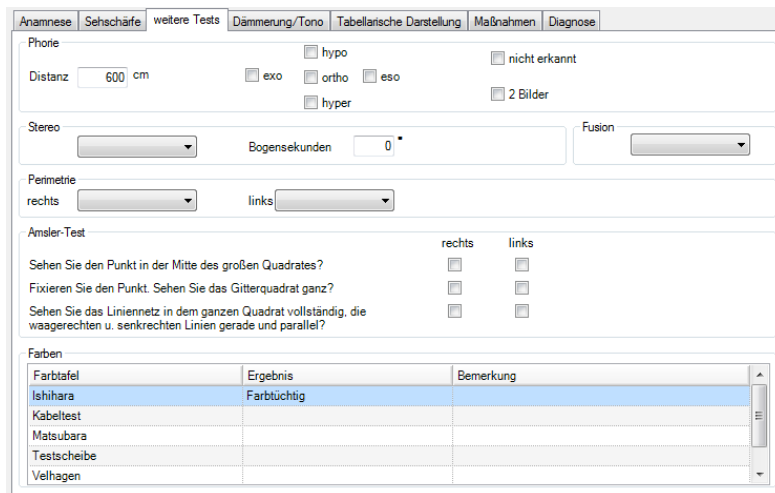 Anamnese Sehschärfe weitere Tests Dämmerung/Tono Tabellarische Darstellung Maßnahmen Diagnose
Phorie
hypo
nicht erkannt
Distanz 600 cm exo ortho eso
2 Bilder
hyper
Stereo Fusion
Bogensekunden 0 "
Perimetrie
rechts links
Amsler-Test
rechts links
Sehen Sie den Punkt in der Mitte des großen Quadrates?
Fixieren Sie den Punkt. Sehen Sie das Gitterquadrat ganz?
Sehen Sie das Liniennetz in dem ganzen Quadrat vollständig, die
waagerechten u. senkrechten Linien gerade und parallel?
Farben
Farbtafel Ergebnis Bemerkung
Ishihara Farbtüchtig
Kabeltest
Matsubara
Testscheibe
Velhagen